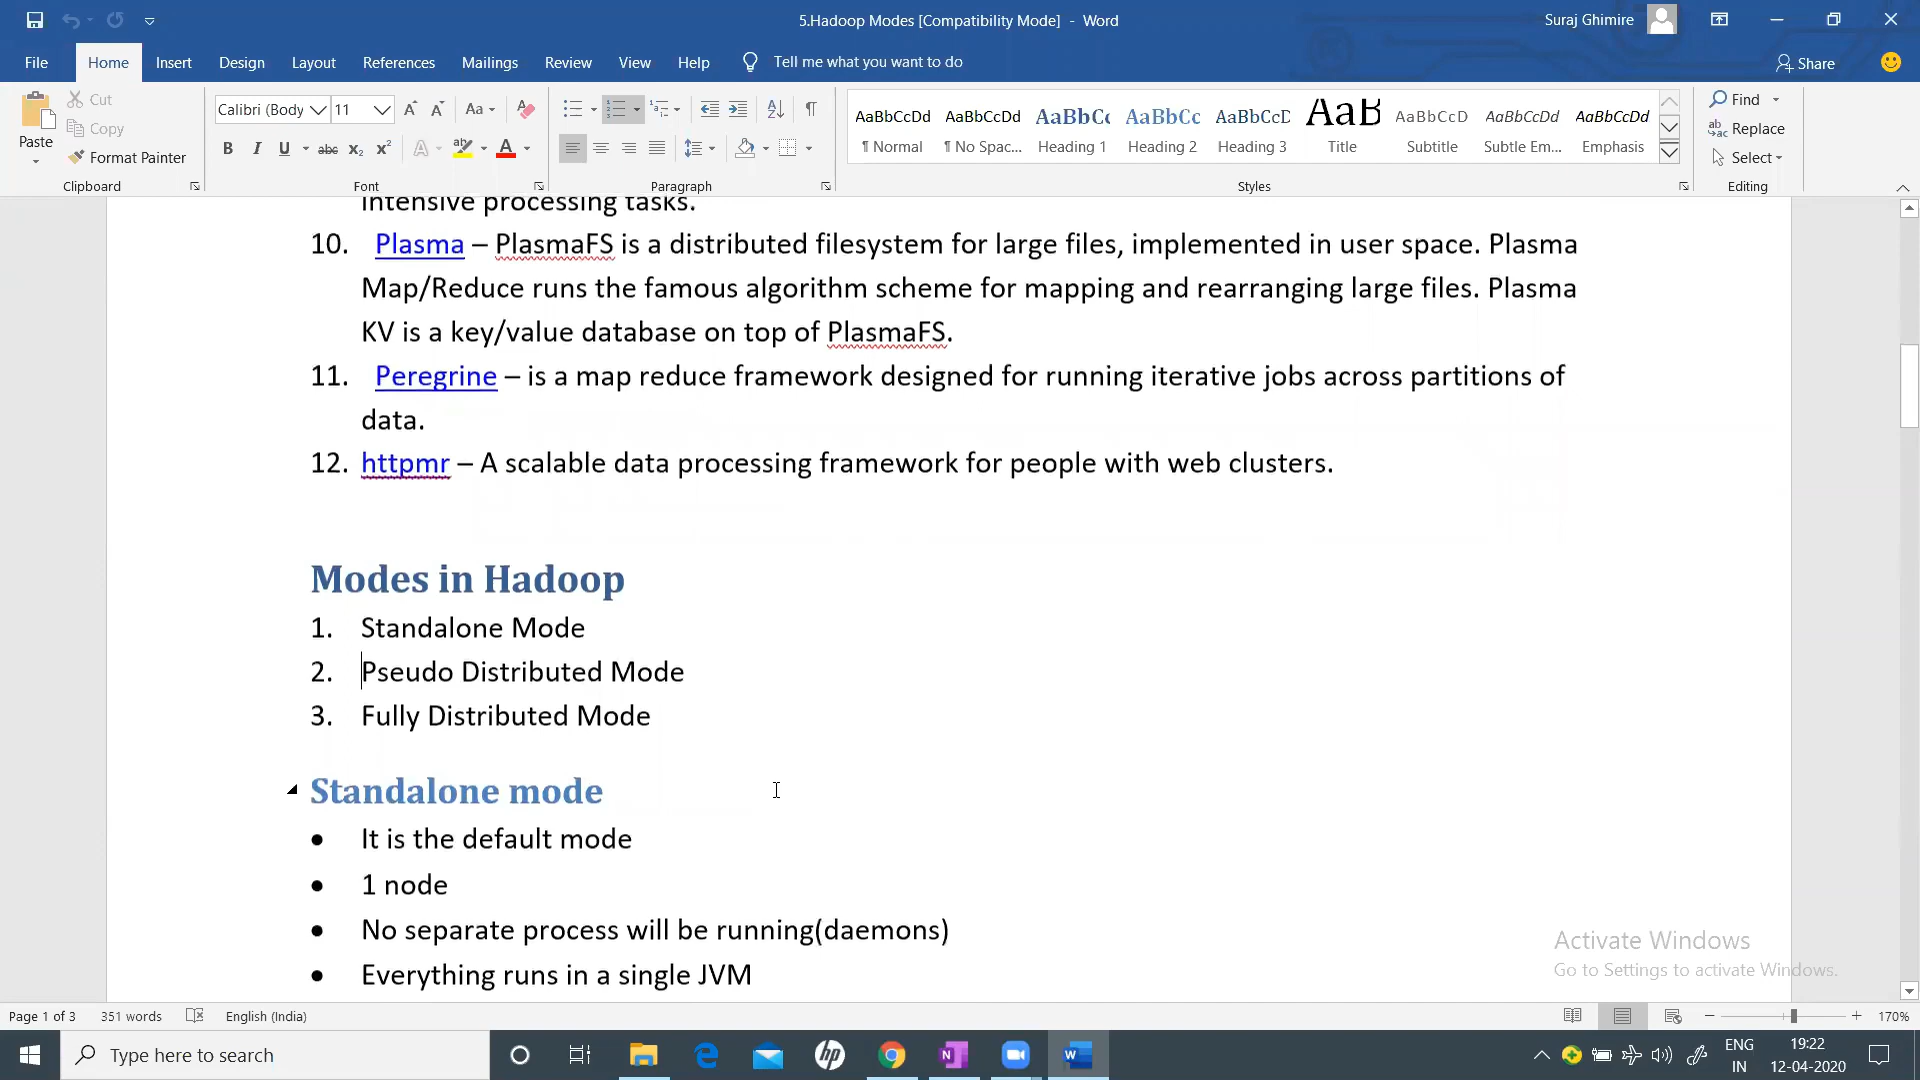 5.Hadoop Modes [Compatibility Mode] - Word
Suraj Ghimire
File Home Insert Design Layout References Mailings Review View Help Tell me what you want to do
Share
Paste
Cut
Copy
Format Painter
Clipboard
Calibri (Body 11
Font
Paragraph
AaBbCcDd AaBbCcDd AaBbCc AaBbCc AaBbCcD AaB AaBbCcD AaBbCcDd AaBbCcDd
¶ Normal ¶ No Spac... Heading 1 Heading 2 Heading 3 Title Subtitle Subtle Em... Emphasis
Styles
Find
Replace
Select
Editing
intensive processing tasks.
10. Plasma – PlasmaFS is a distributed filesystem for large files, implemented in user space. Plasma
Map/Reduce runs the famous algorithm scheme for mapping and rearranging large files. Plasma
KV is a key/value database on top of PlasmaFS.
11. Peregrine – is a map reduce framework designed for running iterative jobs across partitions of
data.
12. httpmr – A scalable data processing framework for people with web clusters.
Modes in Hadoop
1. Standalone Mode
2. Pseudo Distributed Mode
3. Fully Distributed Mode
Standalone mode
• It is the default mode
• 1 node
• No separate process will be running(daemons)
• Everything runs in a single JVM
Activate Windows
Go to Settings to activate Windows.
Page 1 of 3 351 words English (India)
170%
Type here to search
ENG
IN
19:22
12-04-2020